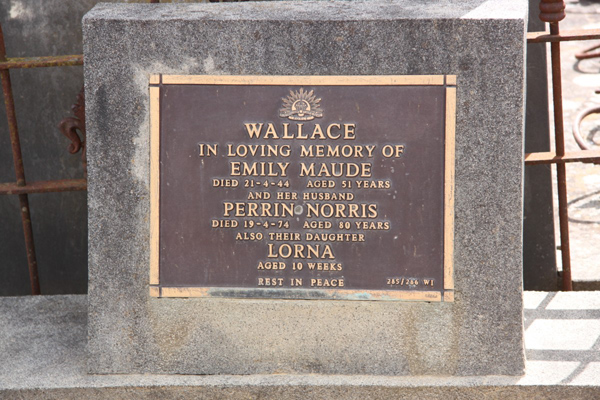 WALLACE
IN LOVING MEMORY OF
EMILY MAUDE
DIED 21-4-44 AGED 51 YEARS
AND HER HUSBAND
PERRIN NORRIS
DIED 19-4-74 AGED 80 YEARS
ALSO THEIR DAUGHTER
LORNA
AGED 10 WEEKS
REST IN PEACE 285/286 W1